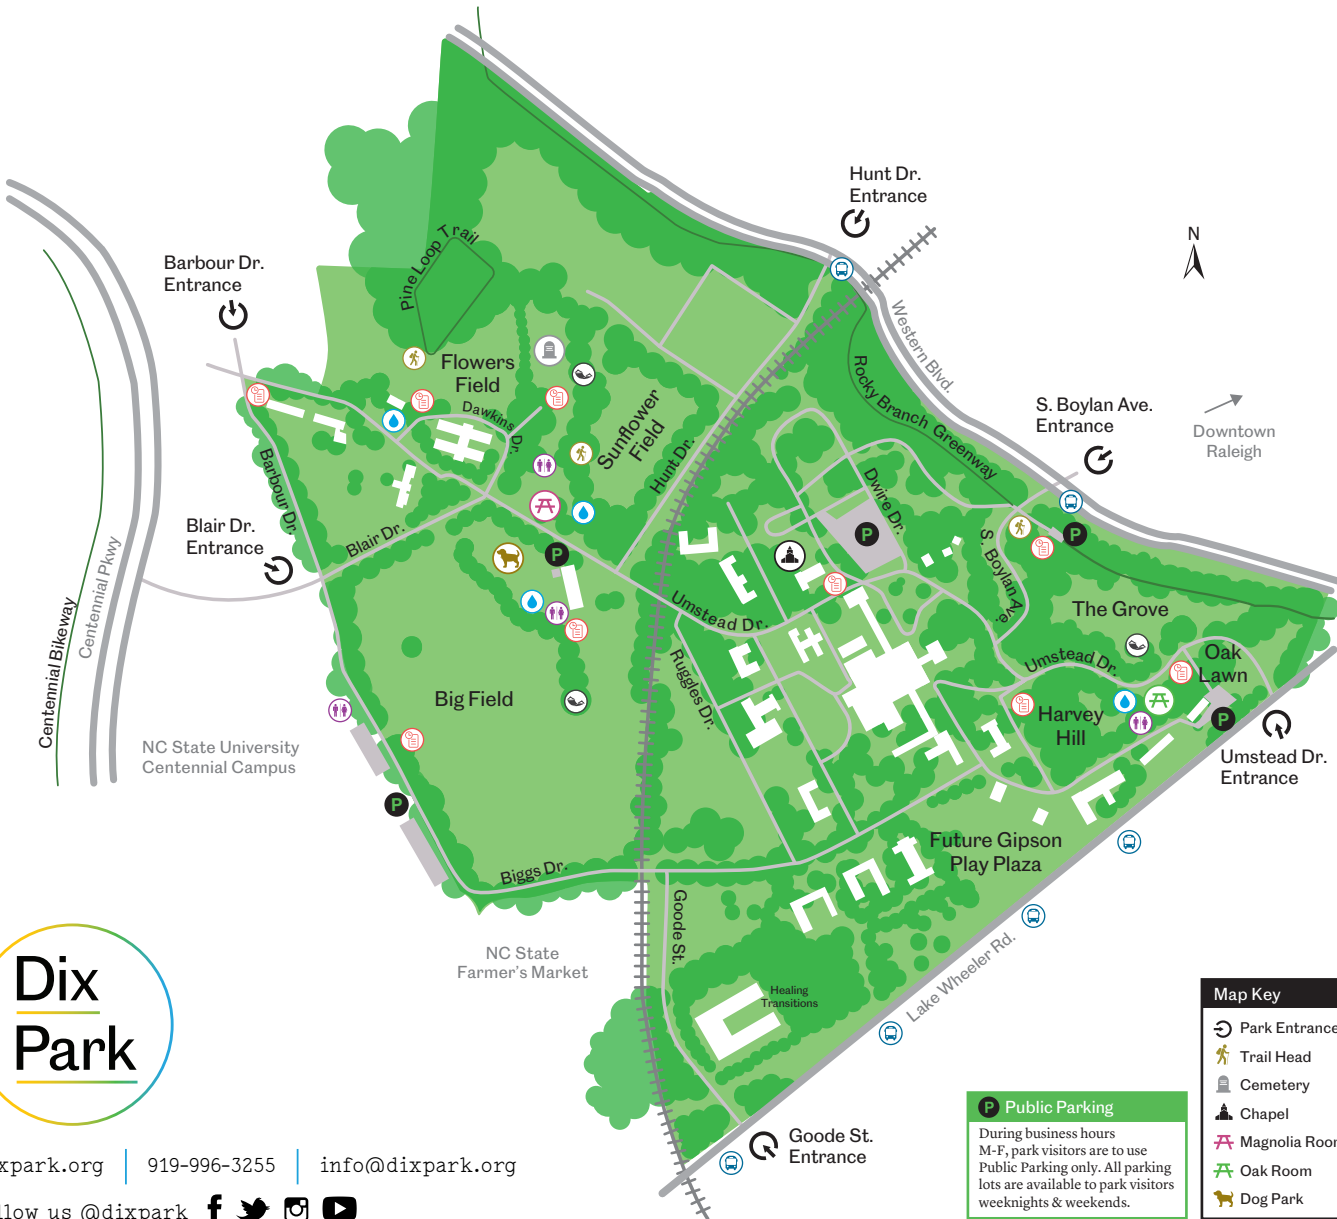 Hunt Dr.
Entrance
N
Barbour Dr.
Entrance
Pine Loop Trail
Western Blvd.
Flowers
Field
Dawkins Dr.
Sunflower
Field
Rocky Branch Greenway
S. Boylan Ave.
Entrance
Downtown
Raleigh
Hunt Dr.
Barbour Dr.
Dwire Dr.
P
P
Blair Dr.
Entrance
Blair Dr.
P
S. Boylan Ave.
Centennial Bikeway
Centennial Pkwy
Umstead Dr.
The Grove
Umstead Dr.
Oak
Lawn
Ruggles Dr.
Big Field
Harvey
Hill
P
NC State University
Centennial Campus
Umstead Dr.
Entrance
P
Future Gipson
Play Plaza
Biggs Dr.
Goode St.
NC State
Farmer's Market
Lake Wheeler Rd.
Healing
Transitions
Dix
Park
Map Key
Park Entrance
Trail Head
Cemetery
Chapel
Magnolia Room
Oak Room
Dog Park
P Public Parking
During business hours
M-F, park visitors are to use
Public Parking only. All parking
lots are available to park visitors
weeknights & weekends.
Goode St.
Entrance
xpark.org | 919-996-3255 | info@dixpark.org
llow us @dixpark